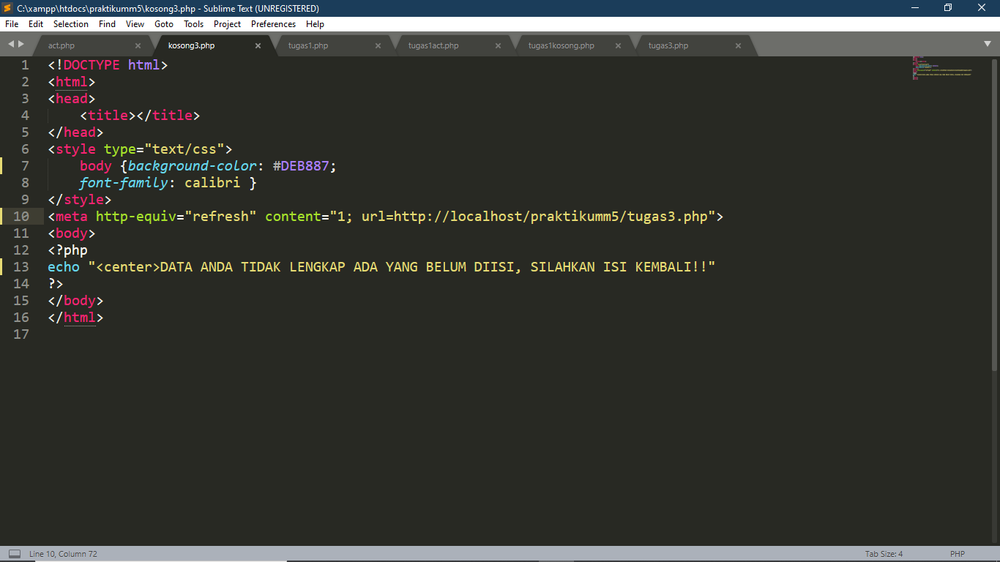 C:\xampp\htdocs\praktikumm5\kosong3.php - Sublime Text (UNREGISTERED)
File Edit Selection Find View Goto Tools Project Preferences Help
act.php × kosong3.php × tugas1.php × tugas1act.php × tugas1kosong.php × tugas3.php ×
1 <!DOCTYPE html>
2 <html>
3 <head>
4     <title></title>
5 </head>
6 <style type="text/css">
7     body {background-color: #DEB887;
8     font-family: calibri }
9 </style>
10 <meta http-equiv="refresh" content="1; url=http://localhost/praktikumm5/tugas3.php">
11 <body>
12 <?php
13 echo "<center>DATA ANDA TIDAK LENGKAP ADA YANG BELUM DIISI, SILAHKAN ISI KEMBALI!!"
14 ?>
15 </body>
16 </html>
17
Line 10, Column 72 Tab Size: 4 PHP